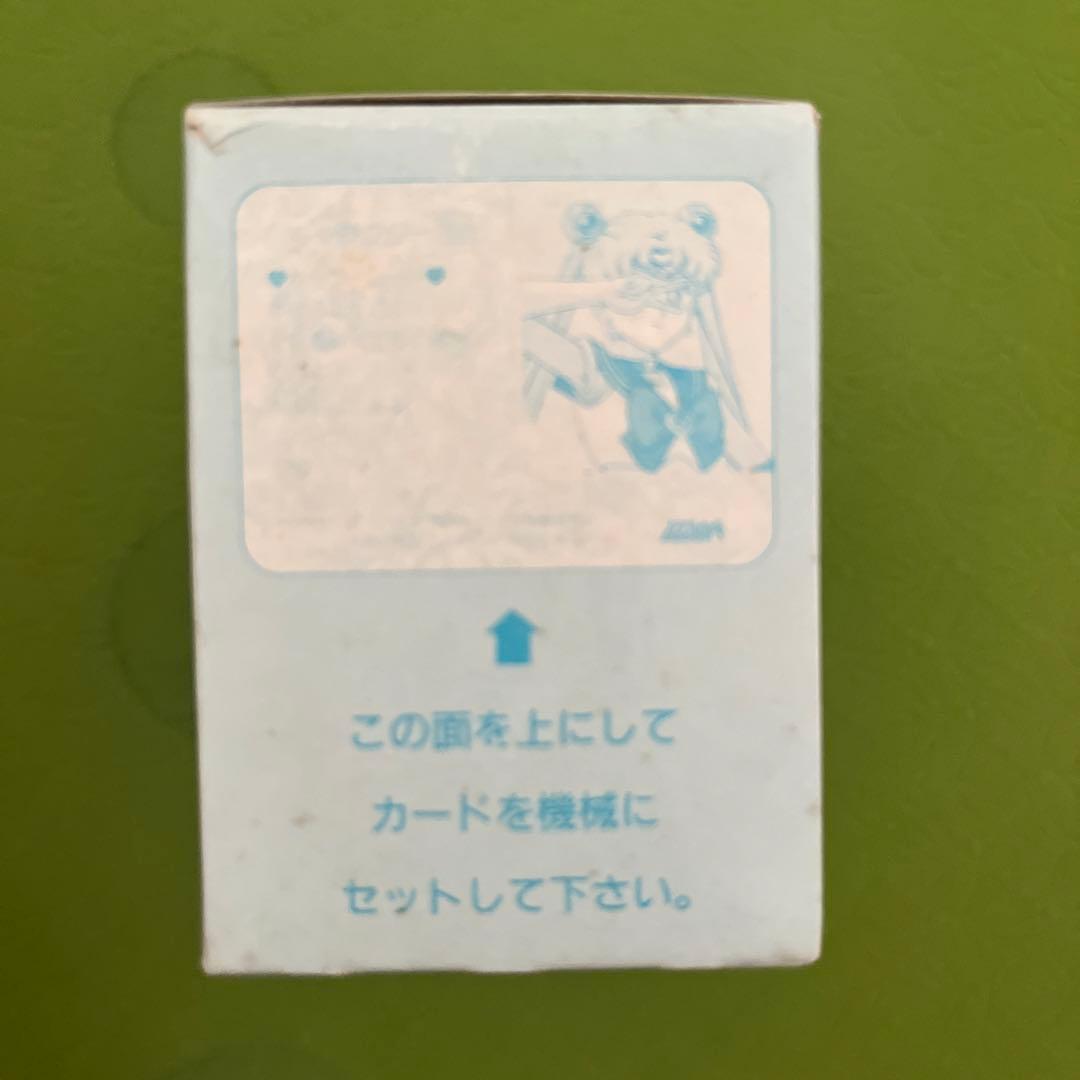 この面を上にして
カードを機械に
セットして下さい。